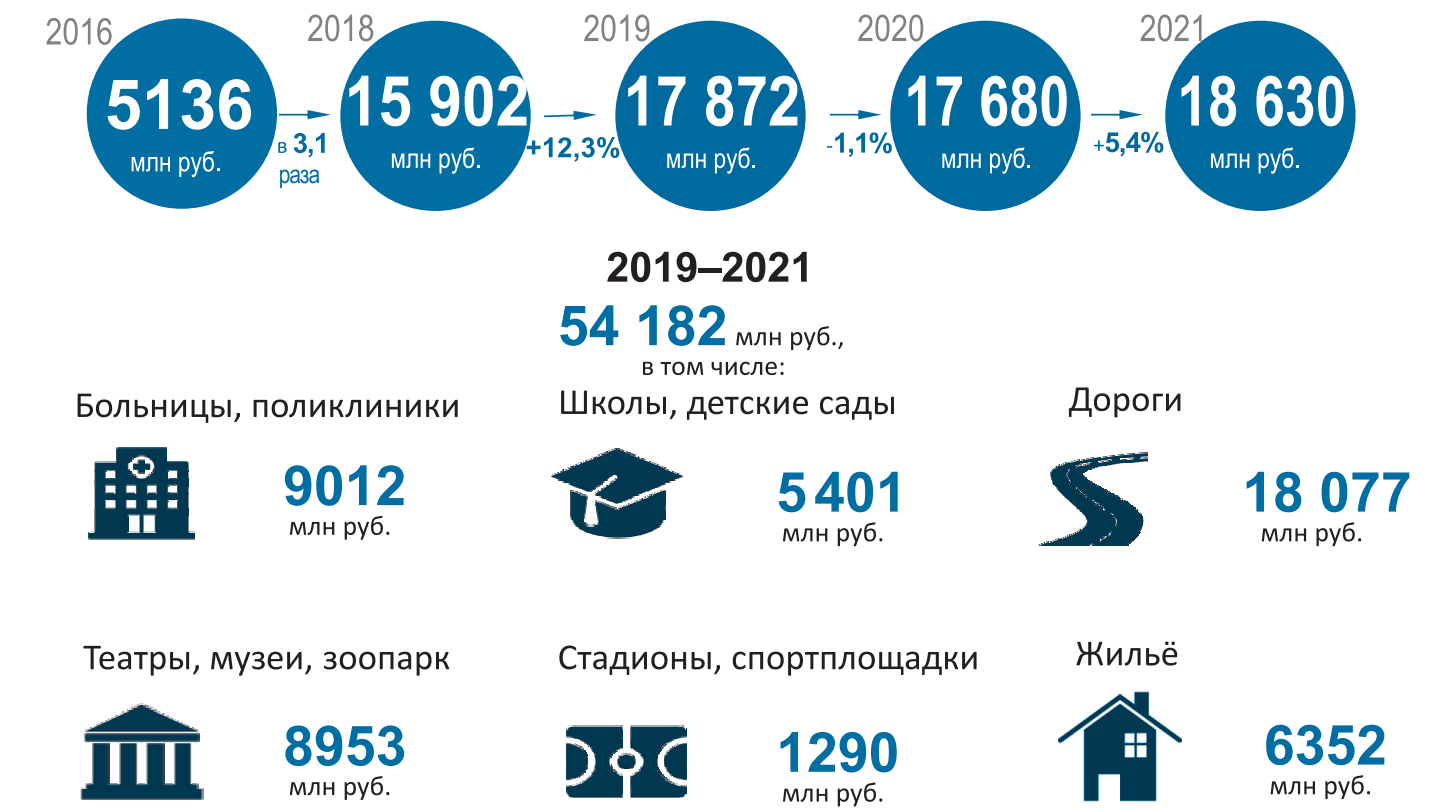 2016 2018 2019 2020 2021
5136 15 902 17 872 17 680 18 630
млн руб. млн руб. млн руб. млн руб. млн руб.
в 3,1 +12,3% -1,1% +5,4%
раза
2019–2021
54 182 млн руб.,
в том числе:
Больницы, поликлиники
9012
млн руб.
Школы, детские сады
5 401
млн руб.
Дороги
18 077
млн руб.
Театры, музеи, зоопарк
8953
млн руб.
Стадионы, спортплощадки
1290
млн руб.
Жильё
6352
млн руб.